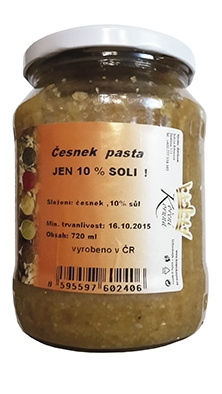 Česnek pasta
JEN 10 % SOLI !
Složení: česnek ,10% sůl
Min. trvanlivost: 16.10.2015
Obsah: 720 ml
vyrobeno v ČR
8 595597 602406
Koření